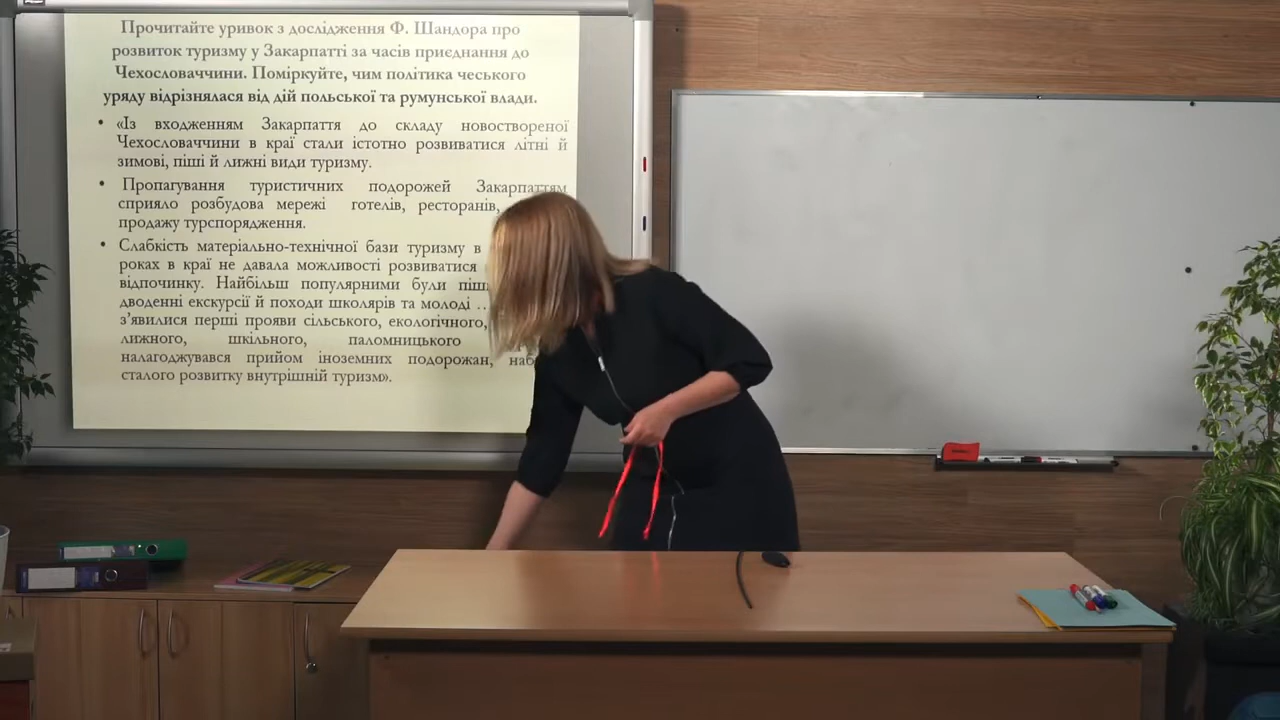 Прочитайте уривок з дослідження Ф. Шандора про
розвиток туризму у Закарпатті за часів приєднання до
Чехословаччини. Поміркуйте, чим політика чеського
уряду відрізнялася від дій польської та румунської влади.
• «Із входженням Закарпаття до складу новоствореної
Чехословаччини в краї стали істотно розвиватися літні й
зимові, піші й лижні види туризму.
• Пропагування туристичних подорожей Закарпаттям
сприяло розбудова мережі готелів, ресторанів,
продажу турспорядження.
• Слабкість матеріально-технічної бази туризму в
роках в краї не давала можливості розвиватися
відпочинку. Найбільш популярними були
дводенні екскурсії й походи школярів та молоді ...
з'явилися перші прояви сільського, екологічного,
лижного, шкільного, паломницького
налагоджувався прийом іноземних подорожан,
сталого розвитку внутрішній туризм».